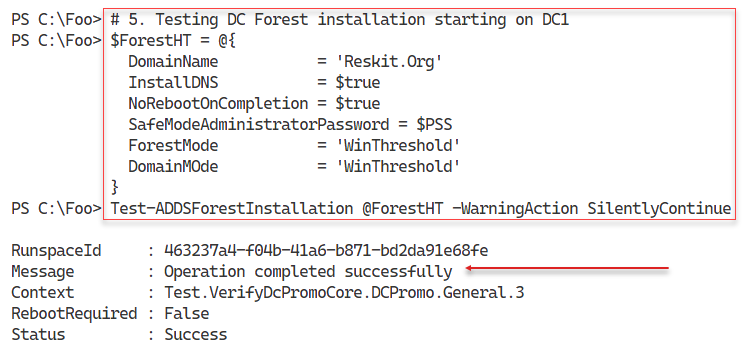 PS C:\Foo> # 5. Testing DC Forest installation starting on DC1
PS C:\Foo> $ForestHT = @{
DomainName = 'Reskit.Org'
InstallDNS = $true
NoRebootOnCompletion = $true
SafeModeAdministratorPassword = $PSS
ForestMode = 'WinThreshold'
DomainMOde = 'WinThreshold'
}
PS C:\Foo> Test-ADDSForestInstallation @ForestHT -WarningAction SilentlyContinue
RunspaceId : 463237a4-f04b-41a6-b871-bd2da91e68fe
Message : Operation completed successfully
Context : Test.VerifyDcPromoCore.DCPromo.General.3
RebootRequired : False
Status : Success